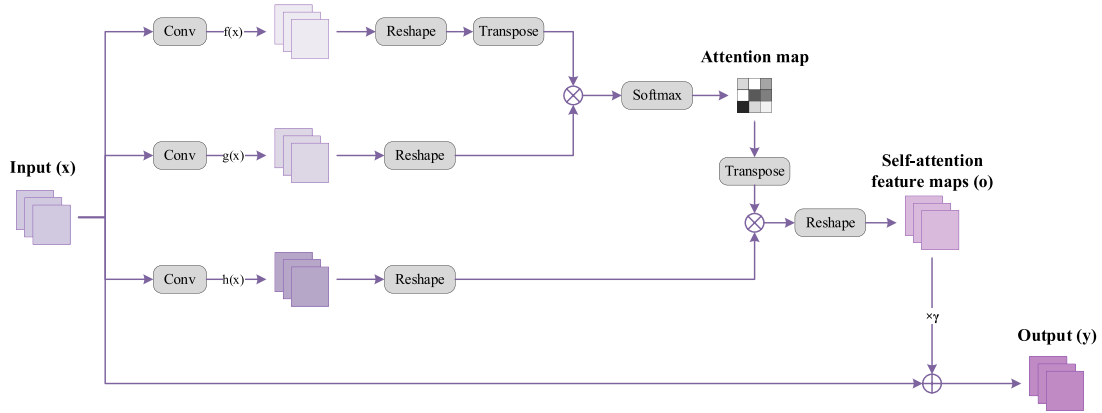 Conv
f(x)
Reshape
Transpose
Attention map
Softmax
Conv
g(x)
Reshape
Input (x)
Transpose
Self-attention
feature maps (o)
Reshape
Conv
h(x)
Reshape
×γ
Output (y)